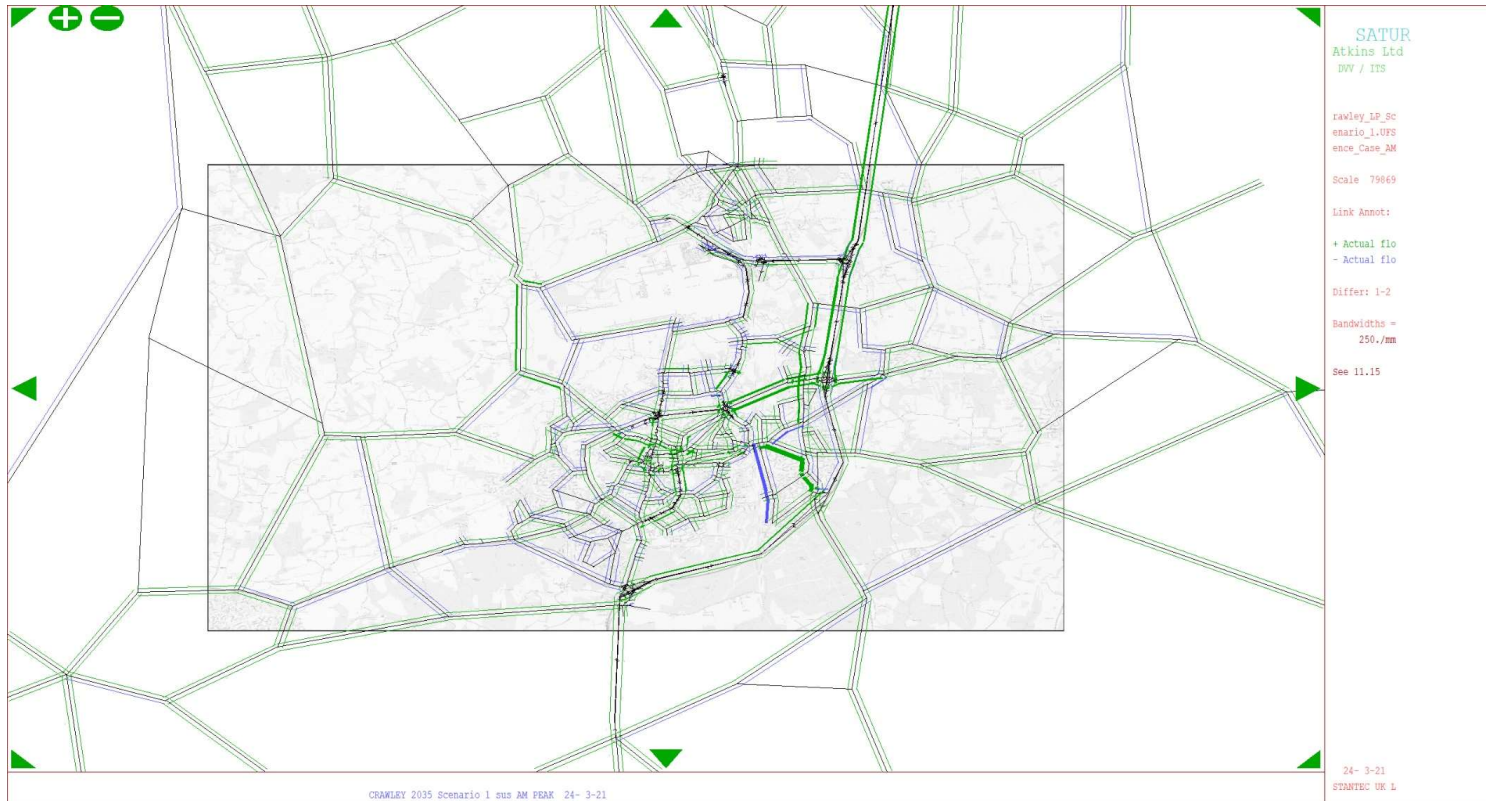 SATUR
Atkins Ltd
DVV / ITS
rawley_LP_Sc
enario_1.UFS
ence_Case_AM
Scale 79869
Link Annot:
+ Actual flo
- Actual flo
Differ: 1-2
Bandwidths =
250./mm
See 11.15
24- 3-21
STANTEC UK L
CRAWLEY 2035 Scenario 1 sus AM PEAK 24- 3-21